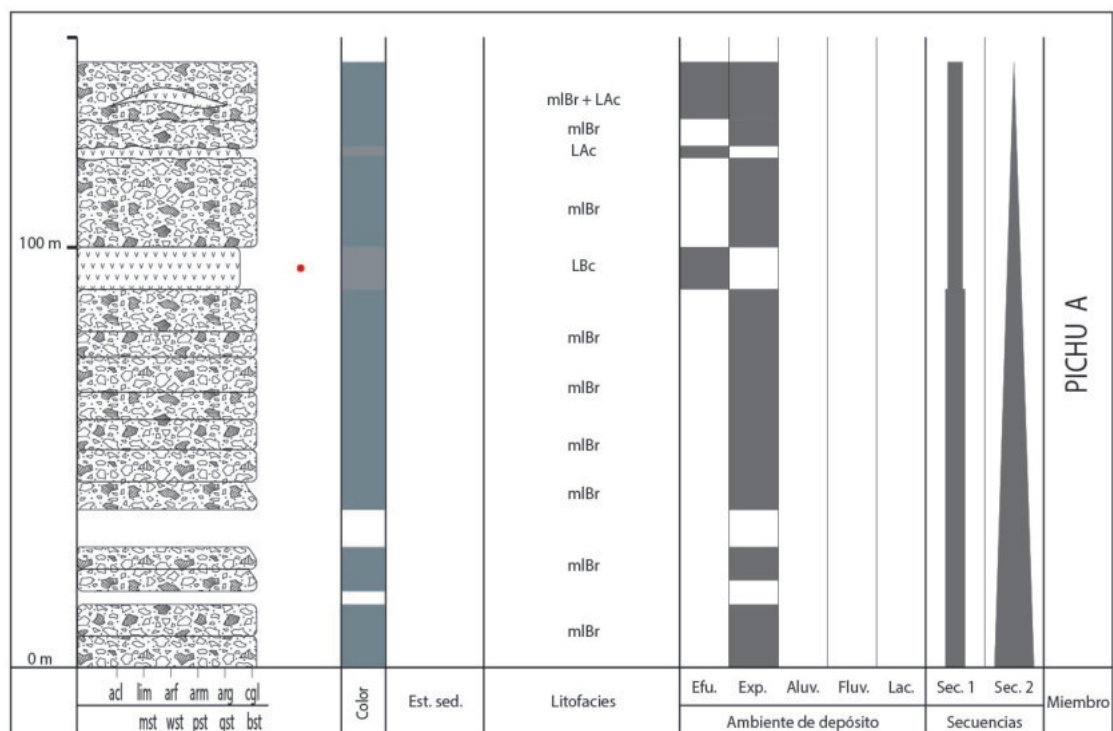 mlBr + LAc
mlBr
LAc
mlBr
100 m
LBc
mlBr
mlBr
mlBr
mlBr
mlBr
mlBr
PICHU A
0 m
acl lim arf arm arg cgl
mst wst pst gst bst
Color
Est. sed.
Litofacies
Efu. Exp. Aluv. Fluv. Lac.
Ambiente de depósito
Sec. 1 Sec. 2
Secuencias
Miembro